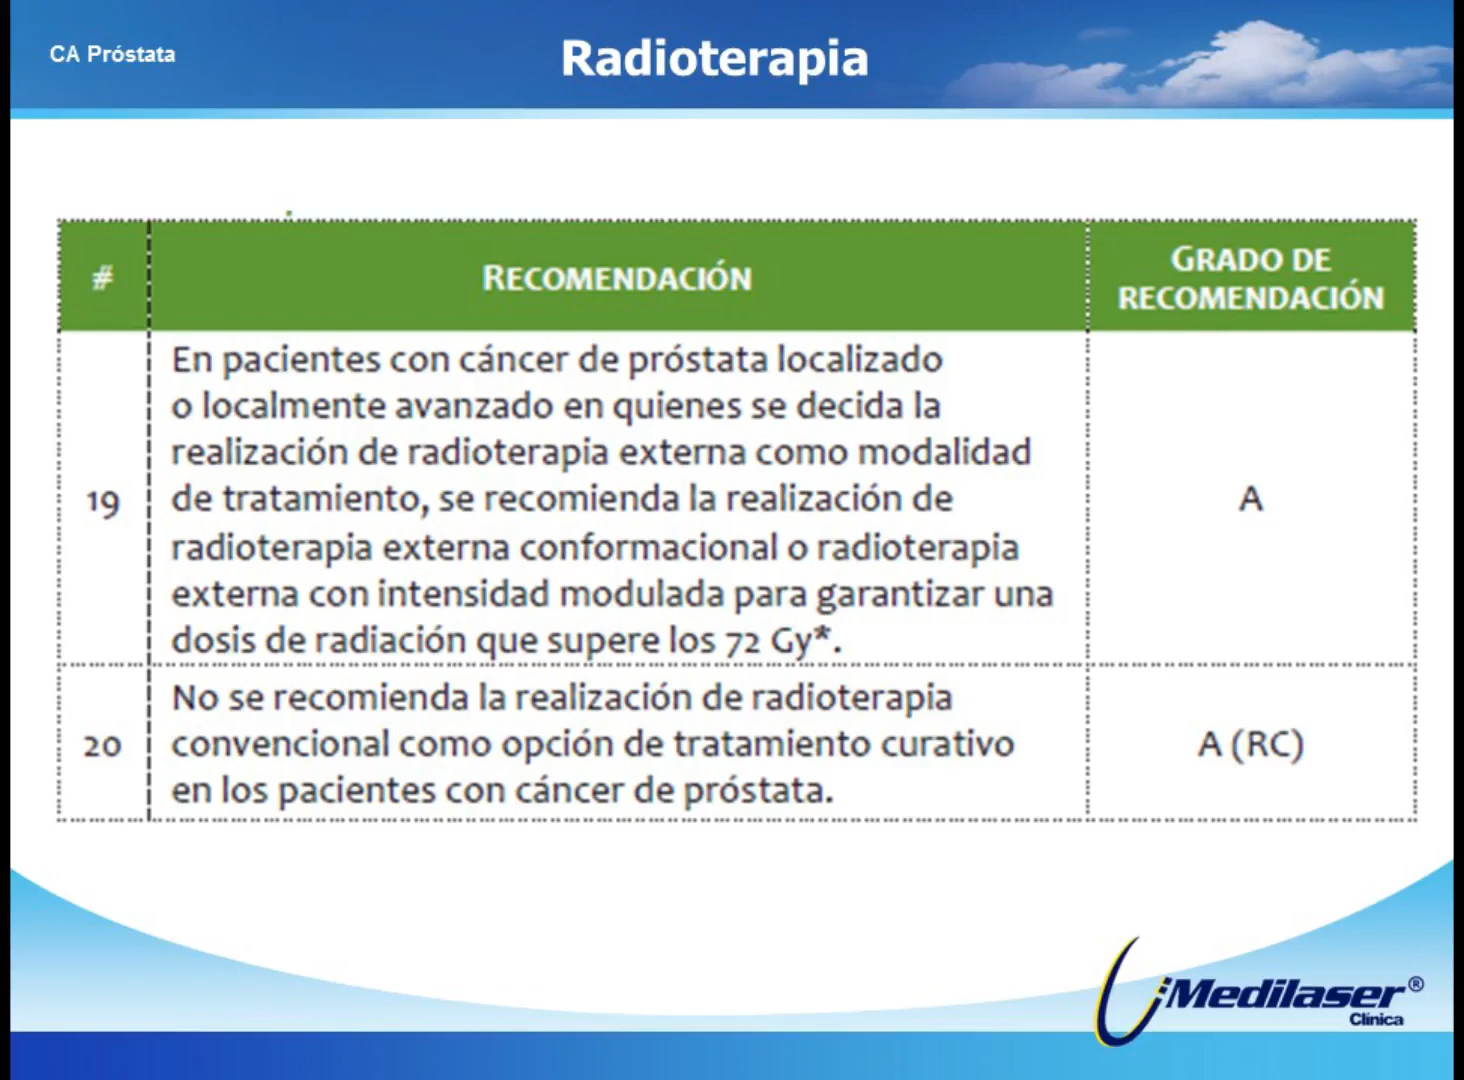 CA Próstata
Radioterapia
#
RECOMENDACIÓN
GRADO DE
RECOMENDACIÓN
19
En pacientes con cáncer de próstata localizado
o localmente avanzado en quienes se decida la
realización de radioterapia externa como modalidad
de tratamiento, se recomienda la realización de
radioterapia externa conformacional o radioterapia
externa con intensidad modulada para garantizar una
dosis de radiación que supere los 72 Gy*.
A
20
No se recomienda la realización de radioterapia
convencional como opción de tratamiento curativo
en los pacientes con cáncer de próstata.
A (RC)
Medilaser®
Clínica